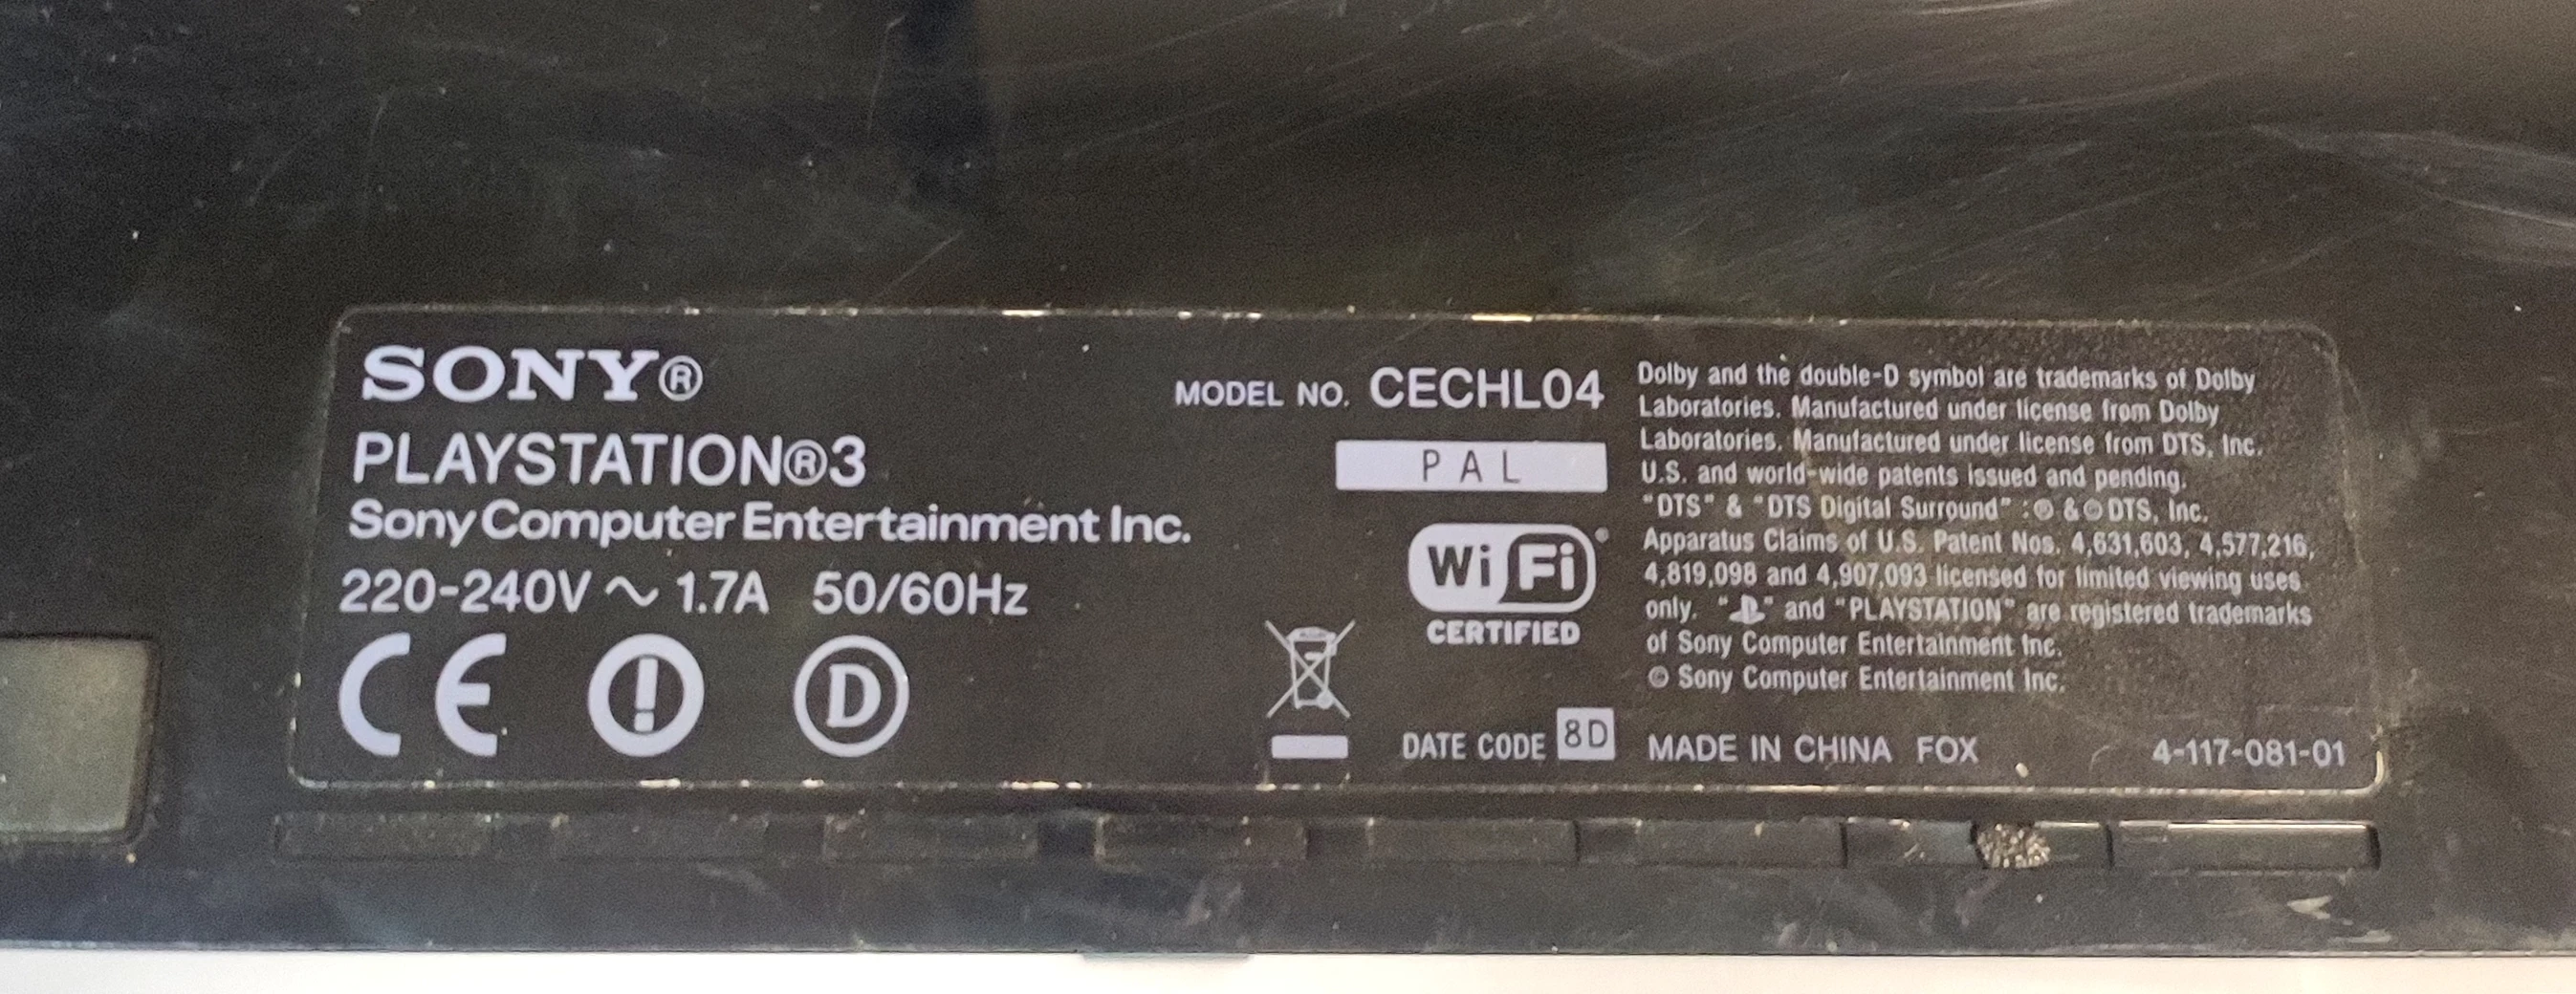 SONY®
PLAYSTATION®3
Sony Computer Entertainment Inc.
220-240V ~ 1.7A 50/60Hz
CE ! D
MODEL NO. CECHL04
PAL
Wi Fi
CERTIFIED
DATE CODE 8D
Dolby and the double-D symbol are trademarks of Dolby
Laboratories. Manufactured under license from Dolby
Laboratories. Manufactured under license from DTS, Inc.
U.S. and world-wide patents issued and pending.
"DTS" & "DTS Digital Surround" : ℗ & © DTS, Inc.
Apparatus Claims of U.S. Patent Nos. 4,631,603, 4,577,216,
4,819,098 and 4,907,093 licensed for limited viewing uses
only. " " and "PLAYSTATION" are registered trademarks
of Sony Computer Entertainment Inc.
© Sony Computer Entertainment Inc.
MADE IN CHINA FOX 4-117-081-01